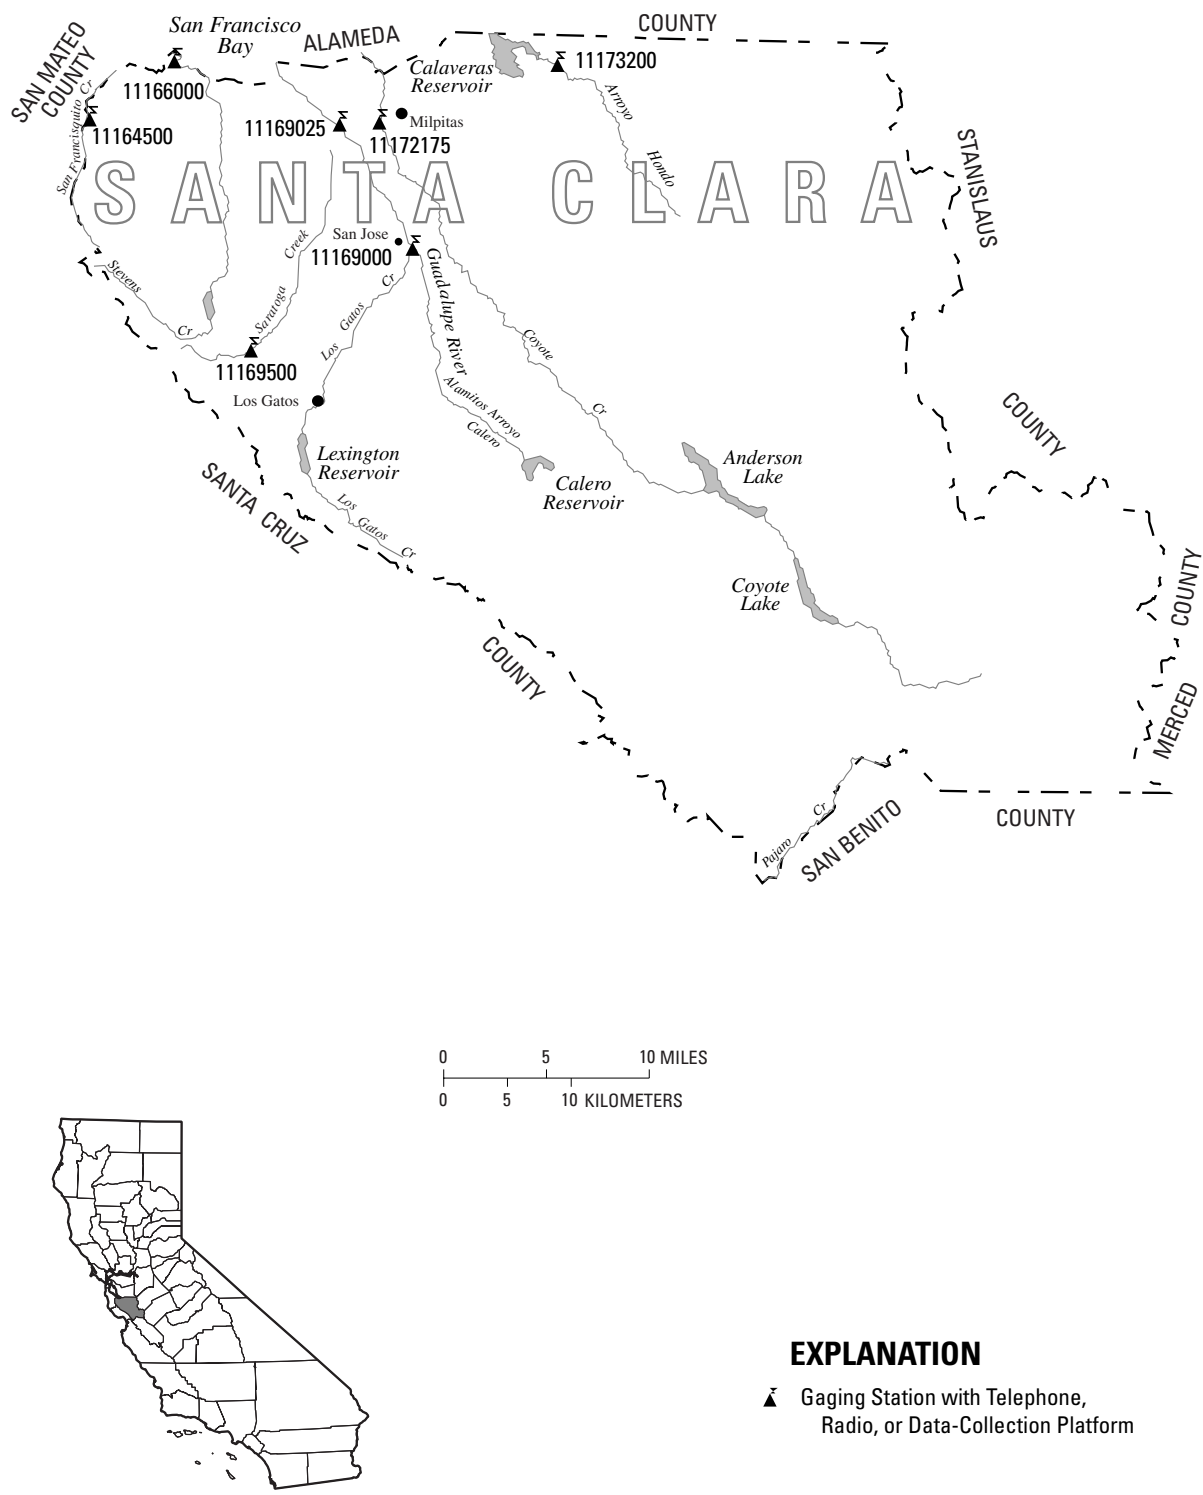 San Francisco
Bay
ALAMEDA
COUNTY
SAN MATEO
COUNTY
Calaveras
Reservoir
11173200
11166000
San Francisquito Cr
11164500
11169025
Milpitas
11172175
Arroyo
Hondo
SANTA CLARA
STANISLAUS
San Jose
11169000
Creek
Saratoga
Stevens
Cr
Cr
Gatos
Los
Guadalupe River
Coyote
Cr
11169500
Los Gatos
Alamitos Arroyo
Calero
COUNTY
Lexington
Reservoir
Calero
Reservoir
Anderson
Lake
SANTA CRUZ
Los
Gatos
Cr
Coyote
Lake
COUNTY
COUNTY
MERCED
Pajaro
Cr
SAN BENITO
COUNTY
0 5 10 MILES
0 5 10 KILOMETERS
EXPLANATION
Gaging Station with Telephone,
Radio, or Data-Collection Platform